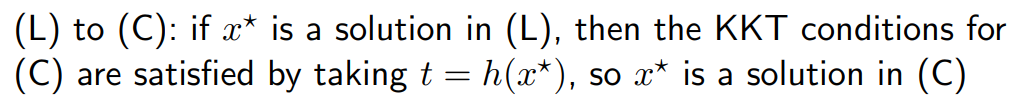 (L) to (C): if x⋆ is a solution in (L), then the KKT conditions for
(C) are satisfied by taking t = h(x⋆), so x⋆ is a solution in (C)